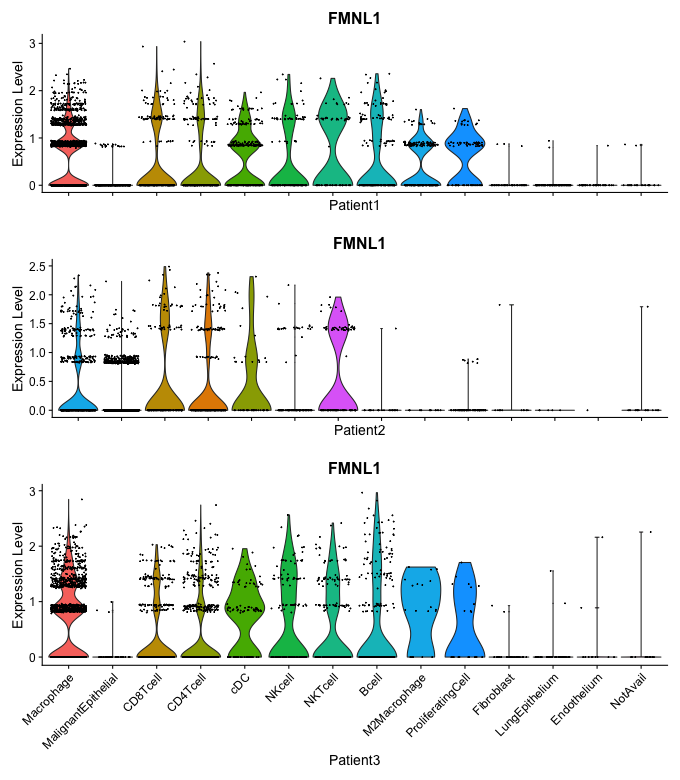 FMNL1
Expression Level
3
2
1
0
Patient1
FMNL1
Expression Level
2.5
2.0
1.5
1.0
0.5
0.0
Patient2
FMNL1
Expression Level
3
2
1
0
Macrophage
MalignantEpithelial
CD8Tcell
CD4Tcell
cDC
NKcell
NKTcell
Bcell
M2Macrophage
ProliferatingCell
Fibroblast
LungEpithelium
Endothelium
NotAvail
Patient3